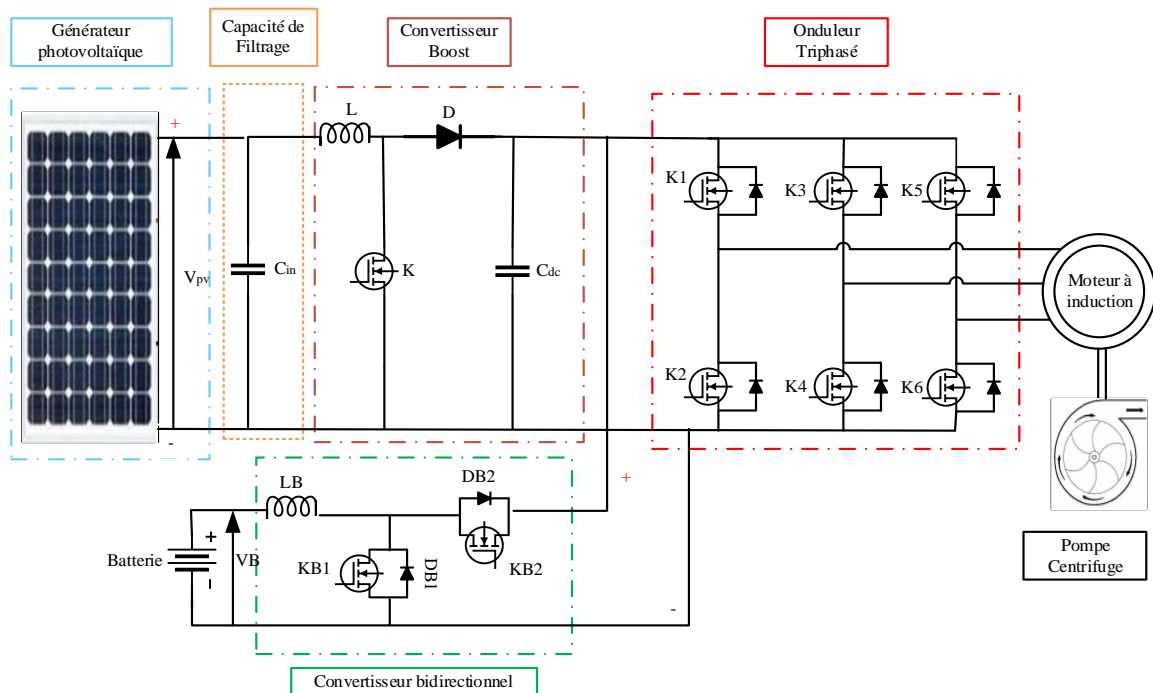 Générateur
photovoltaïque
Capacité de
Filtrage
Convertisseur
Boost
Onduleur
Triphasé
+
L
D
K1
K3
K5
Vpv
Cin
K
Cdc
Moteur à
induction
K2
K4
K6
-
LB
DB2
+
Batterie
+
-
VB
KB1
DB1
KB2
-
Pompe
Centrifuge
Convertisseur bidirectionnel